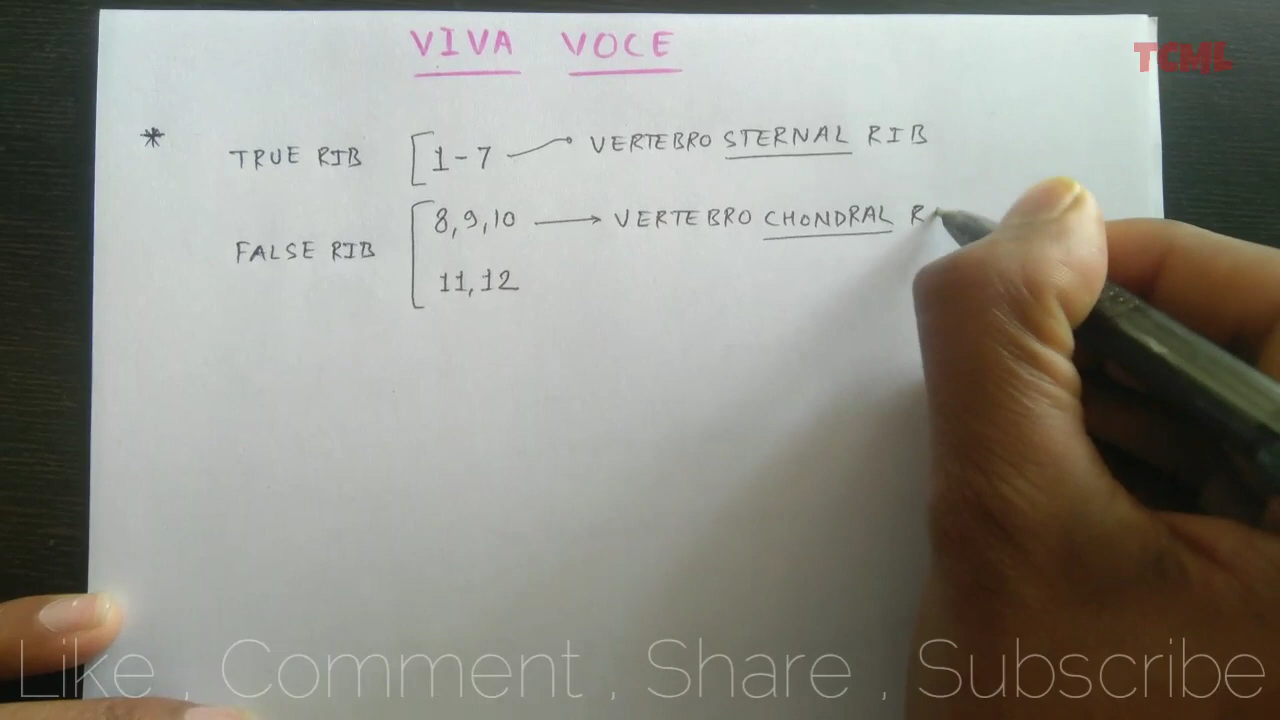 VIVA VOCE
TCML
* TRUE RIB [1-7 → VERTEBRO STERNAL RIB
FALSE RIB [8,9,10 → VERTEBRO CHONDRAL R
11,12
Like , Comment , Share , Subscribe